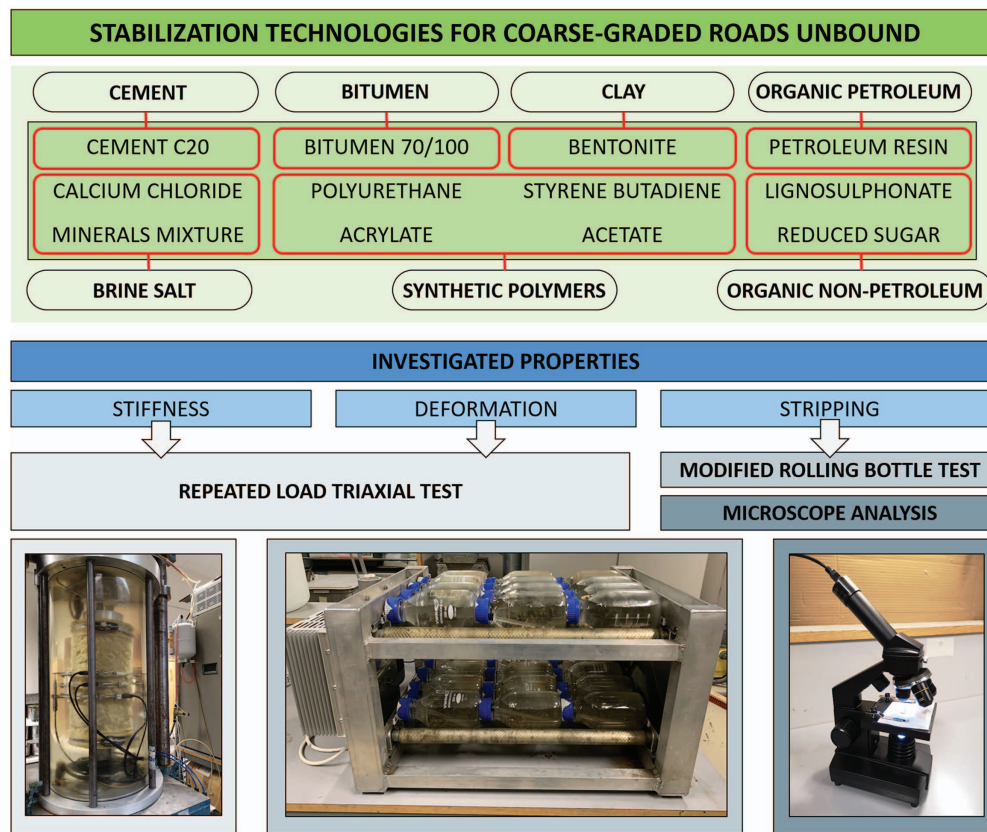 STABILIZATION TECHNOLOGIES FOR COARSE-GRADED ROADS UNBOUND
CEMENT
BITUMEN
CLAY
ORGANIC PETROLEUM
CEMENT C20
BITUMEN 70/100
BENTONITE
PETROLEUM RESIN
CALCIUM CHLORIDE
POLYURETHANE
STYRENE BUTADIENE
LIGNOSULPHONATE
MINERALS MIXTURE
ACRYLATE
ACETATE
REDUCED SUGAR
BRINE SALT
SYNTHETIC POLYMERS
ORGANIC NON-PETROLEUM
INVESTIGATED PROPERTIES
STIFFNESS
DEFORMATION
STRIPPING
REPEATED LOAD TRIAXIAL TEST
MODIFIED ROLLING BOTTLE TEST
MICROSCOPE ANALYSIS